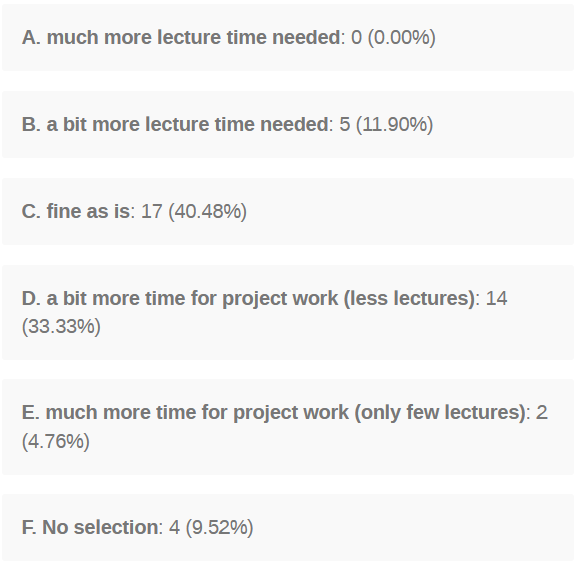 A. much more lecture time needed: 0 (0.00%)
B. a bit more lecture time needed: 5 (11.90%)
C. fine as is: 17 (40.48%)
D. a bit more time for project work (less lectures): 14
(33.33%)
E. much more time for project work (only few lectures): 2
(4.76%)
F. No selection: 4 (9.52%)